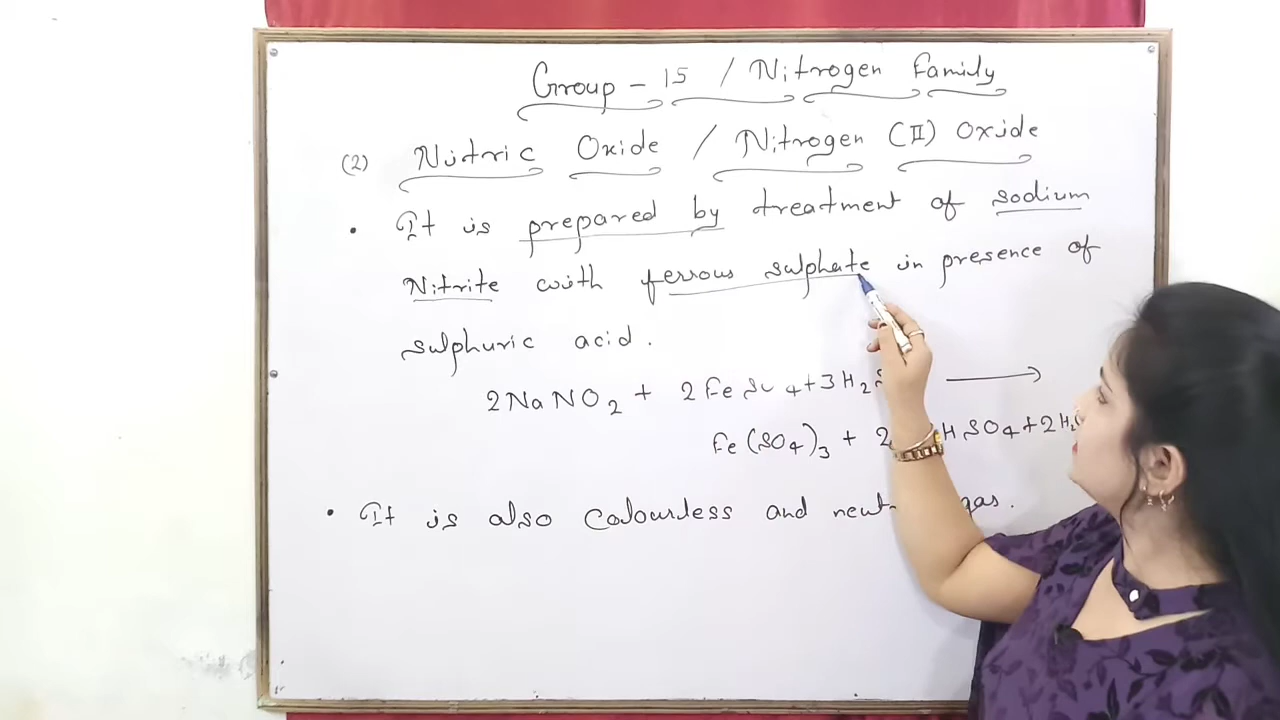 Group - 15 / Nitrogen Family
(2) Nitric Oxide / Nitrogen (II) Oxide
• It is prepared by treatment of sodium
Nitrite with ferrous sulphate in presence of
sulphuric acid.
2NaNO2 + 2FeSO4+3H2S →
Fe(SO4)3 + 2 HSO4+2H2O
• It is also colourless and neut gas.